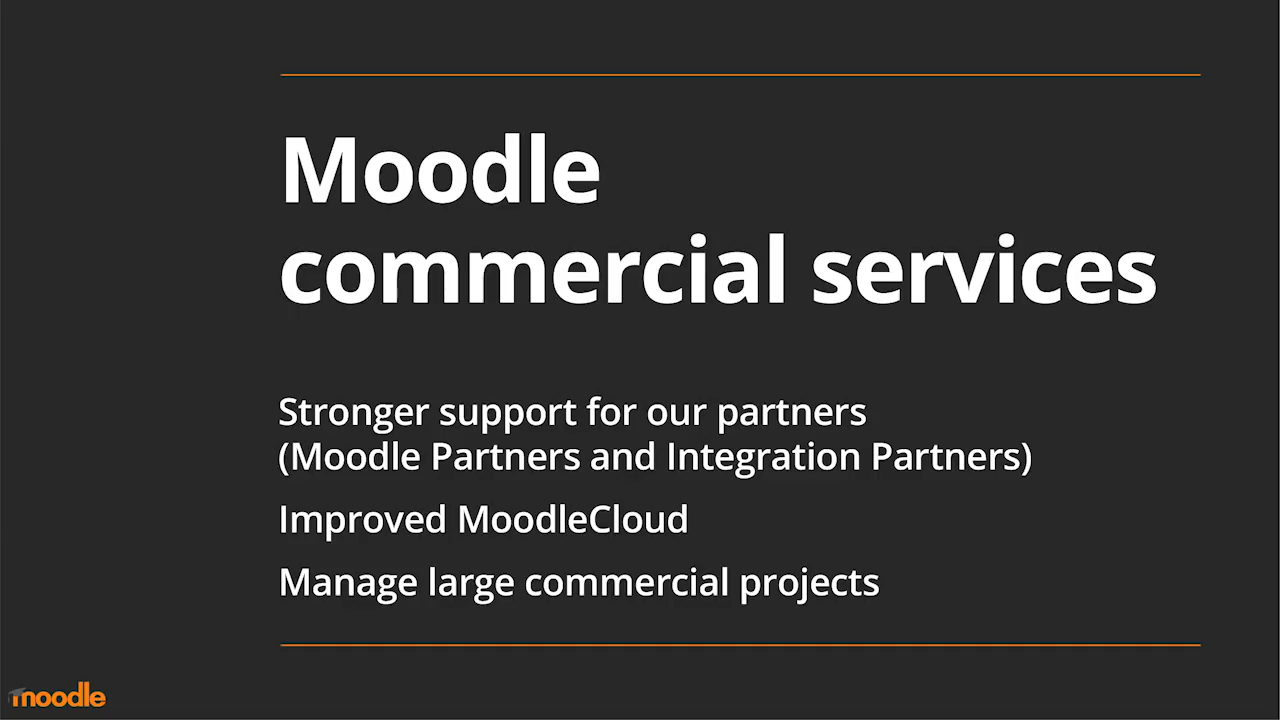 Moodle
commercial services
Stronger support for our partners
(Moodle Partners and Integration Partners)
Improved MoodleCloud
Manage large commercial projects
moodle